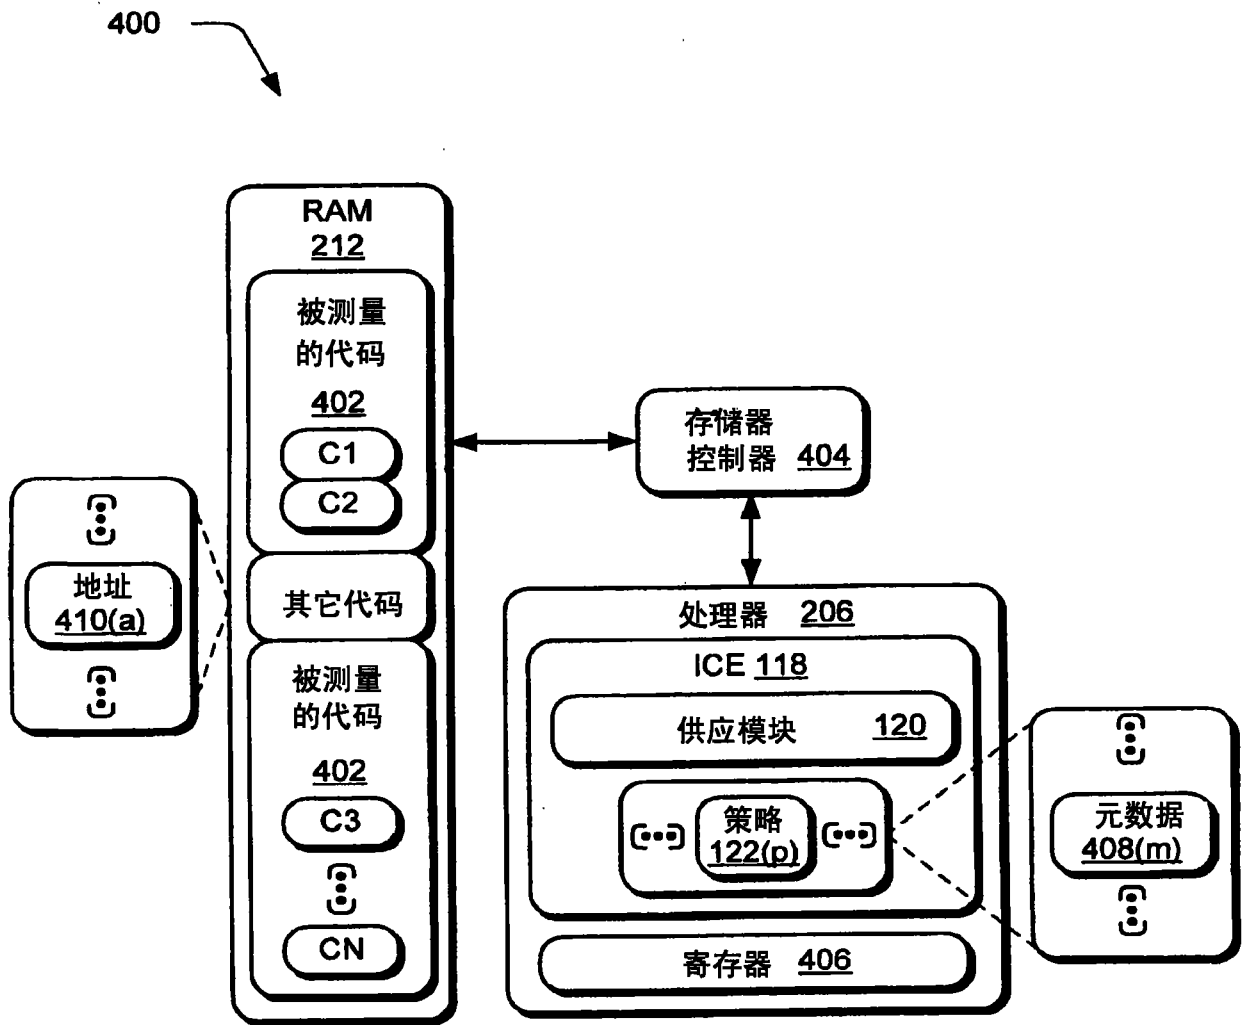 400
RAM
212
被测量
的代码
402
C1
C2
其它代码
被测量
的代码
402
C3
CN
地址
410(a)
存储器
控制器 404
处理器 206
ICE 118
供应模块 120
策略
122(p)
寄存器 406
元数据
408(m)